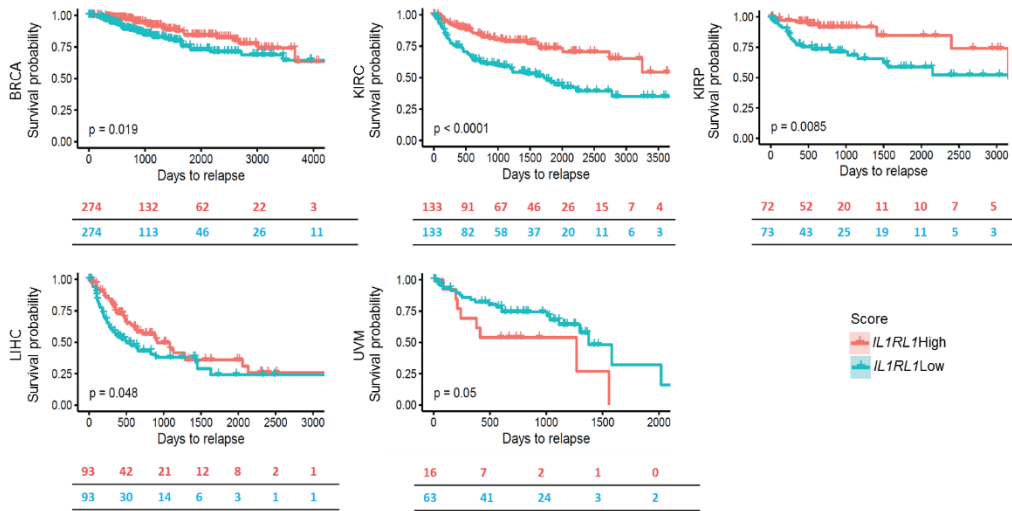 BRCA
Survival probability
1.00
0.75
0.50
0.25
0.00
p = 0.019
0 1000 2000 3000 4000
Days to relapse
274 132 62 22 3
274 113 46 26 11
KIRC
Survival probability
1.00
0.75
0.50
0.25
0.00
p < 0.0001
0 500 1000 1500 2000 2500 3000 3500
Days to relapse
133 91 67 46 26 15 7 4
133 82 58 37 20 11 6 3
KIRP
Survival probability
1.00
0.75
0.50
0.25
0.00
p = 0.0085
0 500 1000 1500 2000 2500 3000
Days to relapse
72 52 20 11 10 7 5
73 43 25 19 11 5 3
LIHC
Survival probability
1.00
0.75
0.50
0.25
0.00
p = 0.048
0 500 1000 1500 2000 2500 3000
Days to relapse
93 42 21 12 8 2 1
93 30 14 6 3 1 1
UVM
Survival probability
1.00
0.75
0.50
0.25
0.00
p = 0.05
0 500 1000 1500 2000
Days to relapse
16 7 2 1 0
63 41 24 3 2
Score
IL1RL1High
IL1RL1Low